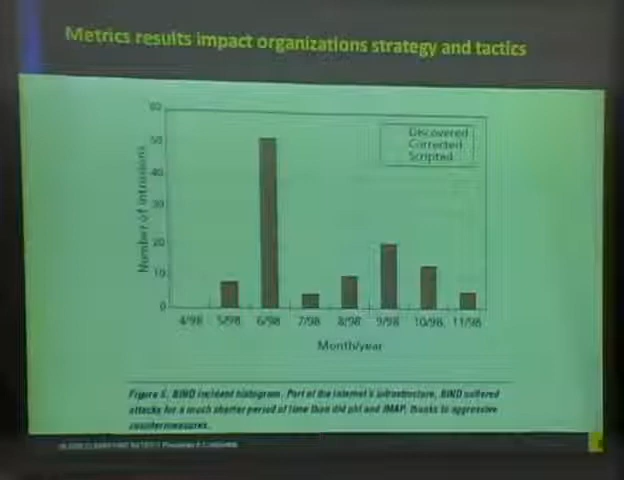 Metrics results impact organizations strategy and tactics
60
50
40
30
20
10
0
Number of intrusions
Discovered
Corrected
Scripted
4/98 5/98 6/98 7/98 8/98 9/98 10/98 11/98
Month/year
Figure 5. BIND incident histogram. Part of the Internet's infrastructure, BIND suffered
attacks for a much shorter period of time than did phf and IMAP, thanks to aggressive
countermeasures.